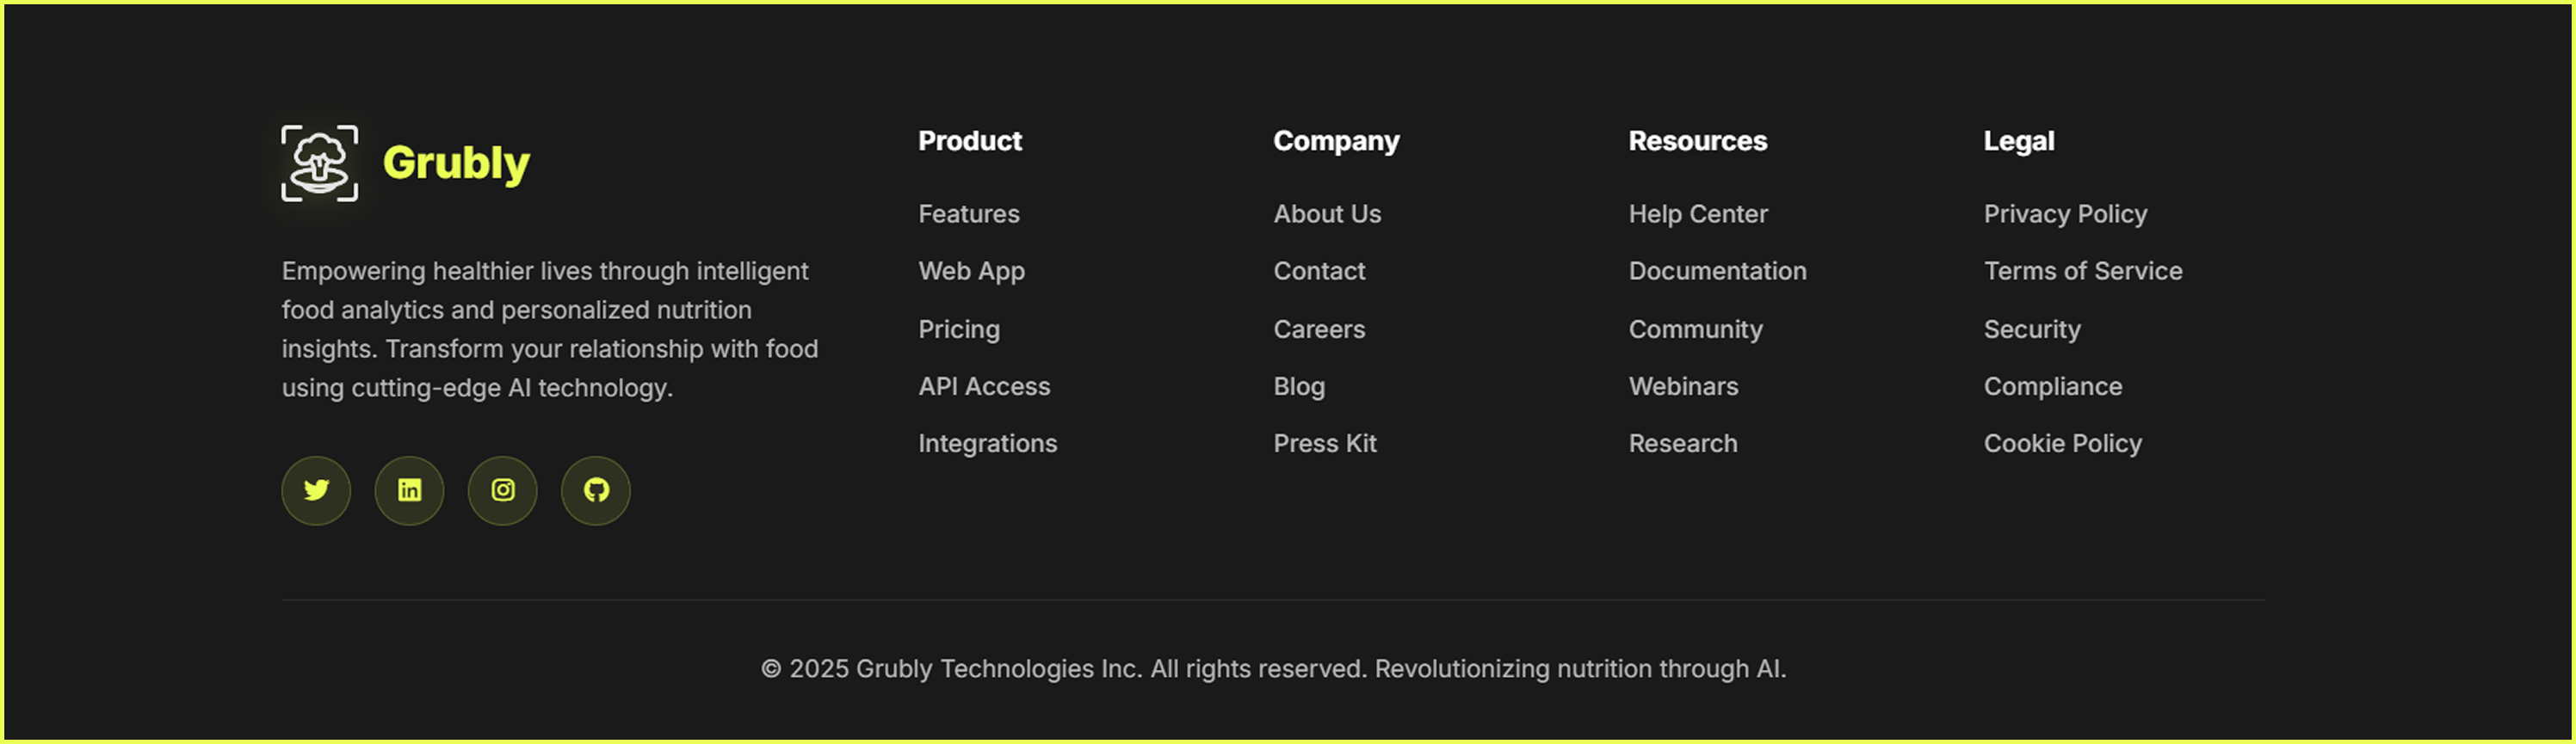 Grubly
Empowering healthier lives through intelligent
food analytics and personalized nutrition
insights. Transform your relationship with food
using cutting-edge AI technology.
in
Product
Features
Web App
Pricing
API Access
Integrations
Company
About Us
Contact
Careers
Blog
Press Kit
Resources
Help Center
Documentation
Community
Webinars
Research
Legal
Privacy Policy
Terms of Service
Security
Compliance
Cookie Policy
© 2025 Grubly Technologies Inc. All rights reserved. Revolutionizing nutrition through AI.